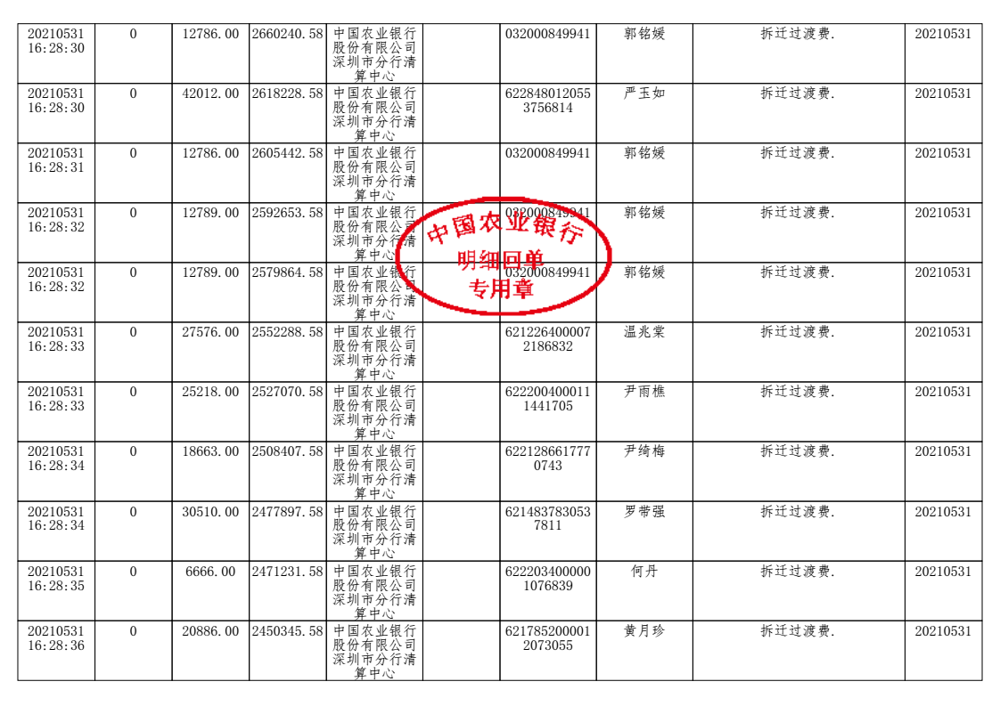 20210531 0 12786.00 2660240.58 中国农业银行 032000849941 郭铭媛 拆迁过渡费. 20210531
16:28:30 股份有限公司
深圳市分行清
算中心
20210531 0 42012.00 2618228.58 中国农业银行 622848012055 严玉如 拆迁过渡费. 20210531
16:28:30 股份有限公司 3756814
深圳市分行清
算中心
20210531 0 12786.00 2605442.58 中国农业银行 032000849941 郭铭媛 拆迁过渡费. 20210531
16:28:31 股份有限公司
深圳市分行清
算中心
20210531 0 12789.00 2592653.58 中国农业银行 032000849941 郭铭媛 拆迁过渡费. 20210531
16:28:32 股份有限公司
深圳市分行清
算中心
中国农业银行
明细回单
专用章
20210531 0 12789.00 2579864.58 中国农业银行 032000849941 郭铭媛 拆迁过渡费. 20210531
16:28:32 股份有限公司
深圳市分行清
算中心
20210531 0 27576.00 2552288.58 中国农业银行 621226400007 温兆棠 拆迁过渡费. 20210531
16:28:33 股份有限公司 2186832
深圳市分行清
算中心
20210531 0 25218.00 2527070.58 中国农业银行 622200400011 尹雨樵 拆迁过渡费. 20210531
16:28:33 股份有限公司 1441705
深圳市分行清
算中心
20210531 0 18663.00 2508407.58 中国农业银行 622128661777 尹绮梅 拆迁过渡费. 20210531
16:28:34 股份有限公司 0743
深圳市分行清
算中心
20210531 0 30510.00 2477897.58 中国农业银行 621483783053 罗带强 拆迁过渡费. 20210531
16:28:34 股份有限公司 7811
深圳市分行清
算中心
20210531 0 6666.00 2471231.58 中国农业银行 622203400000 何丹 拆迁过渡费. 20210531
16:28:35 股份有限公司 1076839
深圳市分行清
算中心
20210531 0 20886.00 2450345.58 中国农业银行 621785200001 黄月珍 拆迁过渡费. 20210531
16:28:36 股份有限公司 2073055
深圳市分行清
算中心